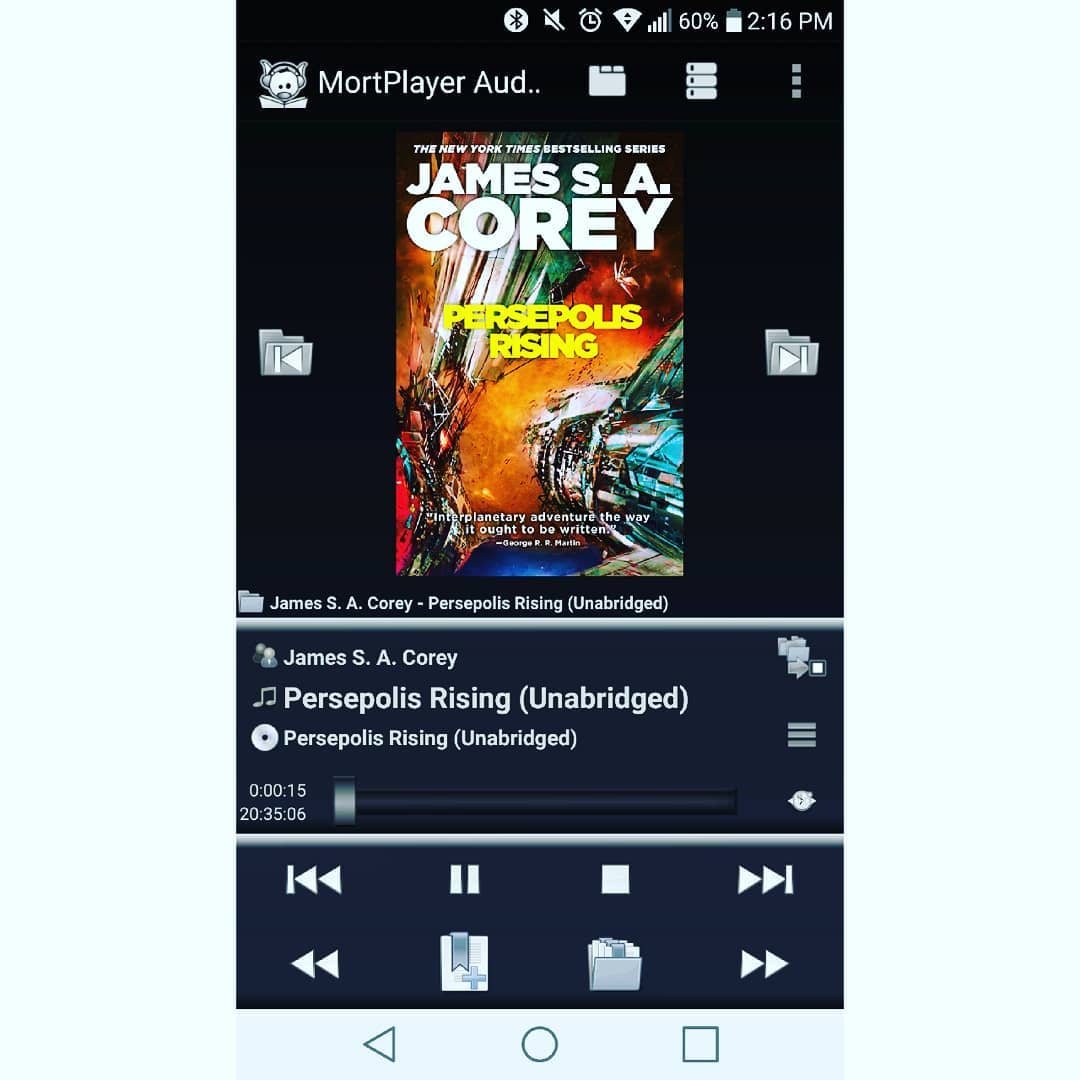 60% 2:16 PM
MortPlayer Aud..
THE NEW YORK TIMES BESTSELLING SERIES
JAMES S. A.
COREY
PERSEPOLIS
RISING
"Interplanetary adventure the way
it ought to be written."
—George R. R. Martin
James S. A. Corey - Persepolis Rising (Unabridged)
James S. A. Corey
Persepolis Rising (Unabridged)
Persepolis Rising (Unabridged)
0:00:15
20:35:06